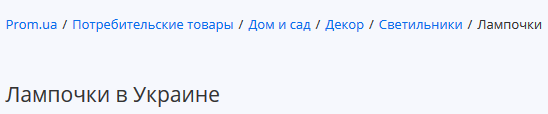 Prom.ua / Потребительские товары / Дом и сад / Декор / Светильники / Лампочки
Лампочки в Украине